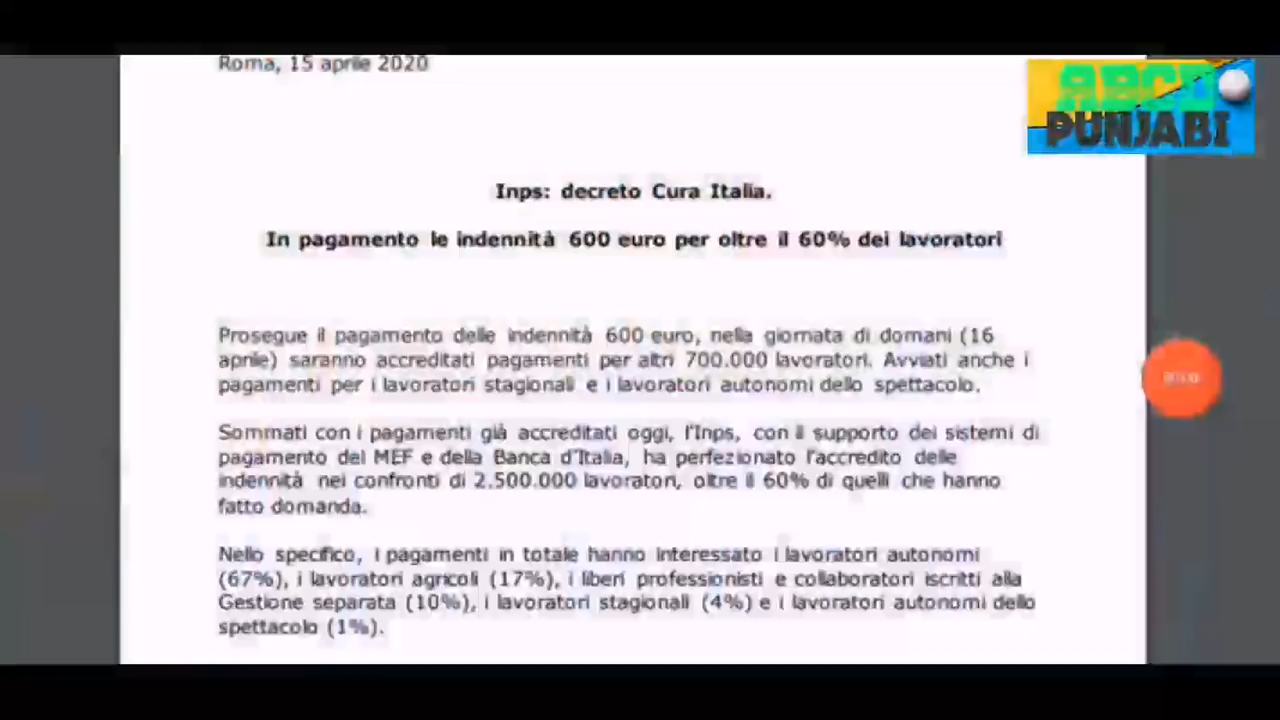 Roma, 15 aprile 2020
ABCD
PUNJABI
Inps: decreto Cura Italia.
In pagamento le indennità 600 euro per oltre il 60% dei lavoratori
Prosegue il pagamento delle indennità 600 euro, nella giornata di domani (16
aprile) saranno accreditati pagamenti per altri 700.000 lavoratori. Avviati anche i
pagamenti per i lavoratori stagionali e i lavoratori autonomi dello spettacolo.
Sommati con i pagamenti già accreditati oggi, l'Inps, con il supporto dei sistemi di
pagamento del MEF e della Banca d'Italia, ha perfezionato l'accredito delle
indennità nei confronti di 2.500.000 lavoratori, oltre il 60% di quelli che hanno
fatto domanda.
Nello specifico, i pagamenti in totale hanno interessato i lavoratori autonomi
(67%), i lavoratori agricoli (17%), i liberi professionisti e collaboratori iscritti alla
Gestione separata (10%), i lavoratori stagionali (4%) e i lavoratori autonomi dello
spettacolo (1%).